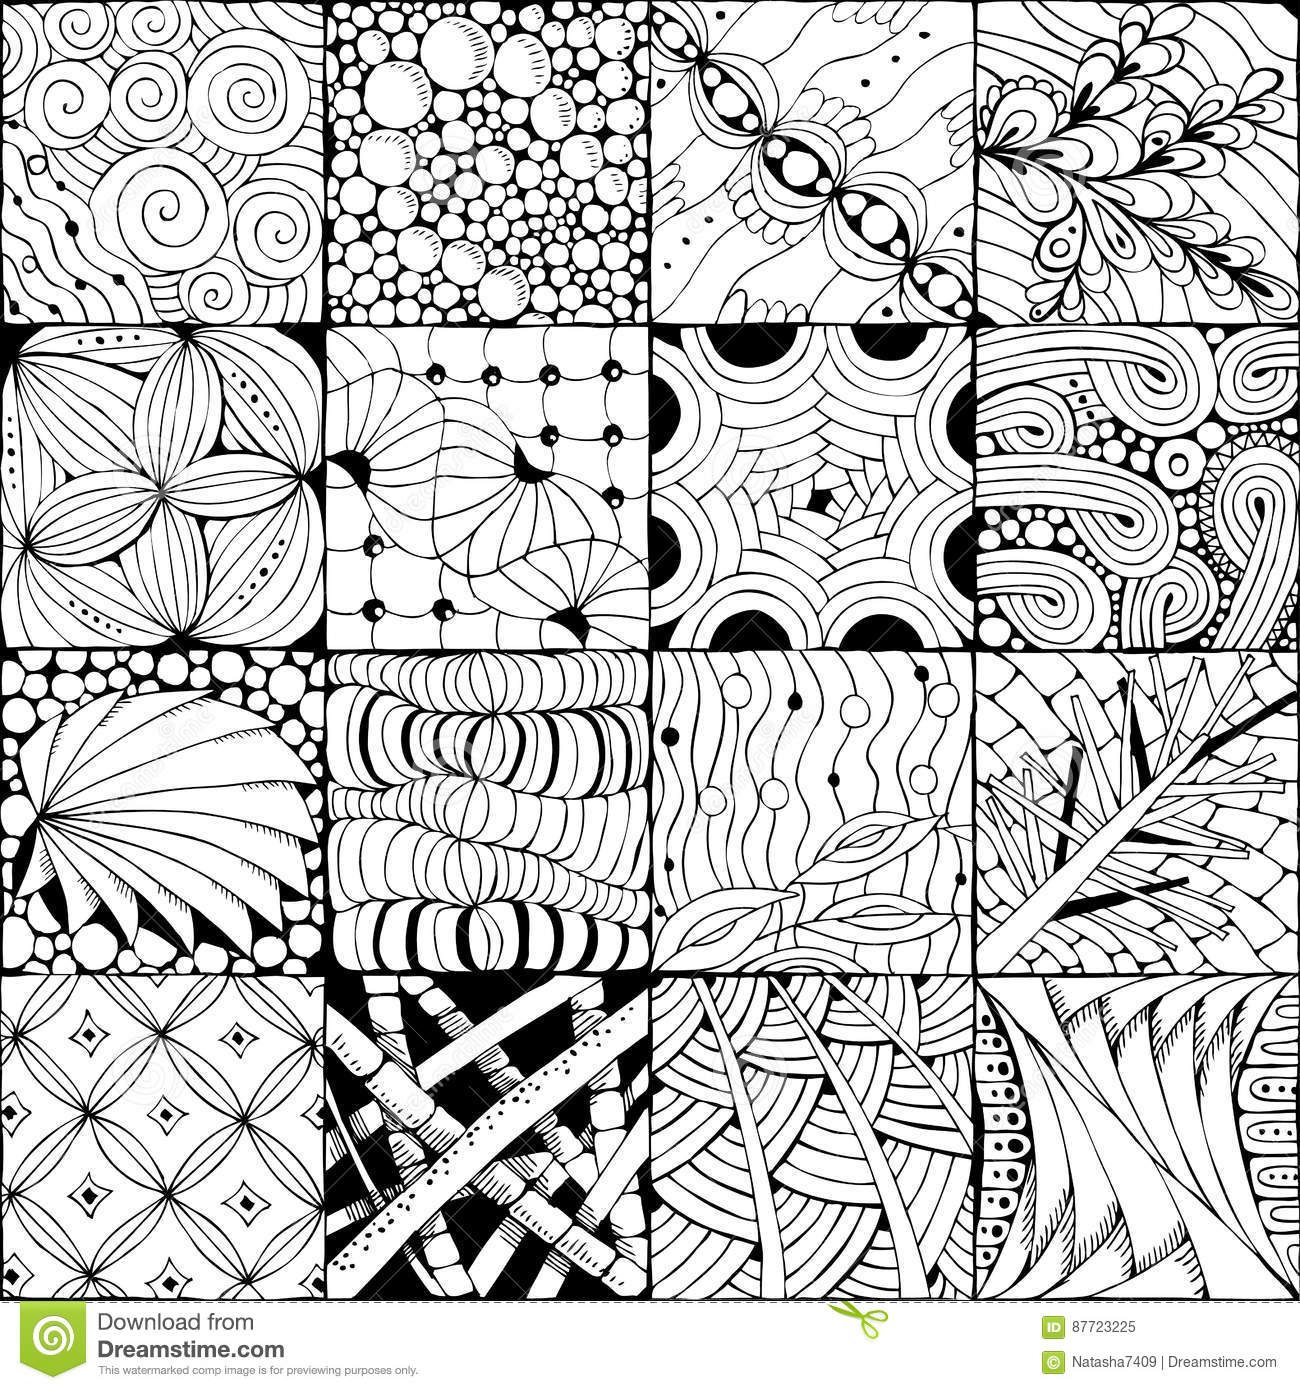 Download from
Dreamstime.com
This watermarked comp image is for previewing purposes only.
ID 87723225
© Natasha7409 | Dreamstime.com